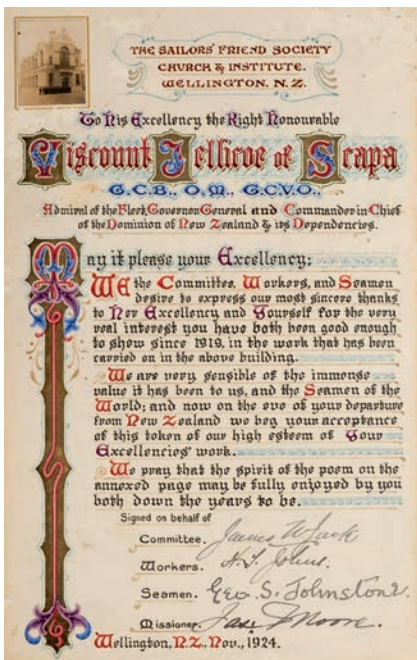 THE SAILORS' FRIEND SOCIETY
CHURCH & INSTITUTE.
WELLINGTON. N.Z.
To His Excellency the Right Honourable
Viscount Jellicoe of Scapa
G.C.B., O.M., G.C.V.O.,
Admiral of the Fleet, Governor General and Commander in Chief
of the Dominion of New Zealand & its Dependencies.
May it please your Excellency;
WE the Committee, Workers, and Seamen
desire to express our most sincere thanks
to Her Excellency and Yourself for the very
real interest you have both been good enough
to show since 1919, in the work that has been
carried on in the above building.
We are very sensible of the immense
value it has been to us, and the Seamen of the
World; and now on the eve of your departure
from New Zealand we beg your acceptance
of this token of our high esteem of Your
Excellencies' work.
We pray that the spirit of the poem on the
annexed page may be fully enjoyed by you
both down the years to be.
Signed on behalf of
Committee. James W Jack
Workers. H. T. Johns.
Seamen. Geo. S. Johnstone.
Missioner. Jas Moore.
Wellington, N.Z., Nov., 1924.